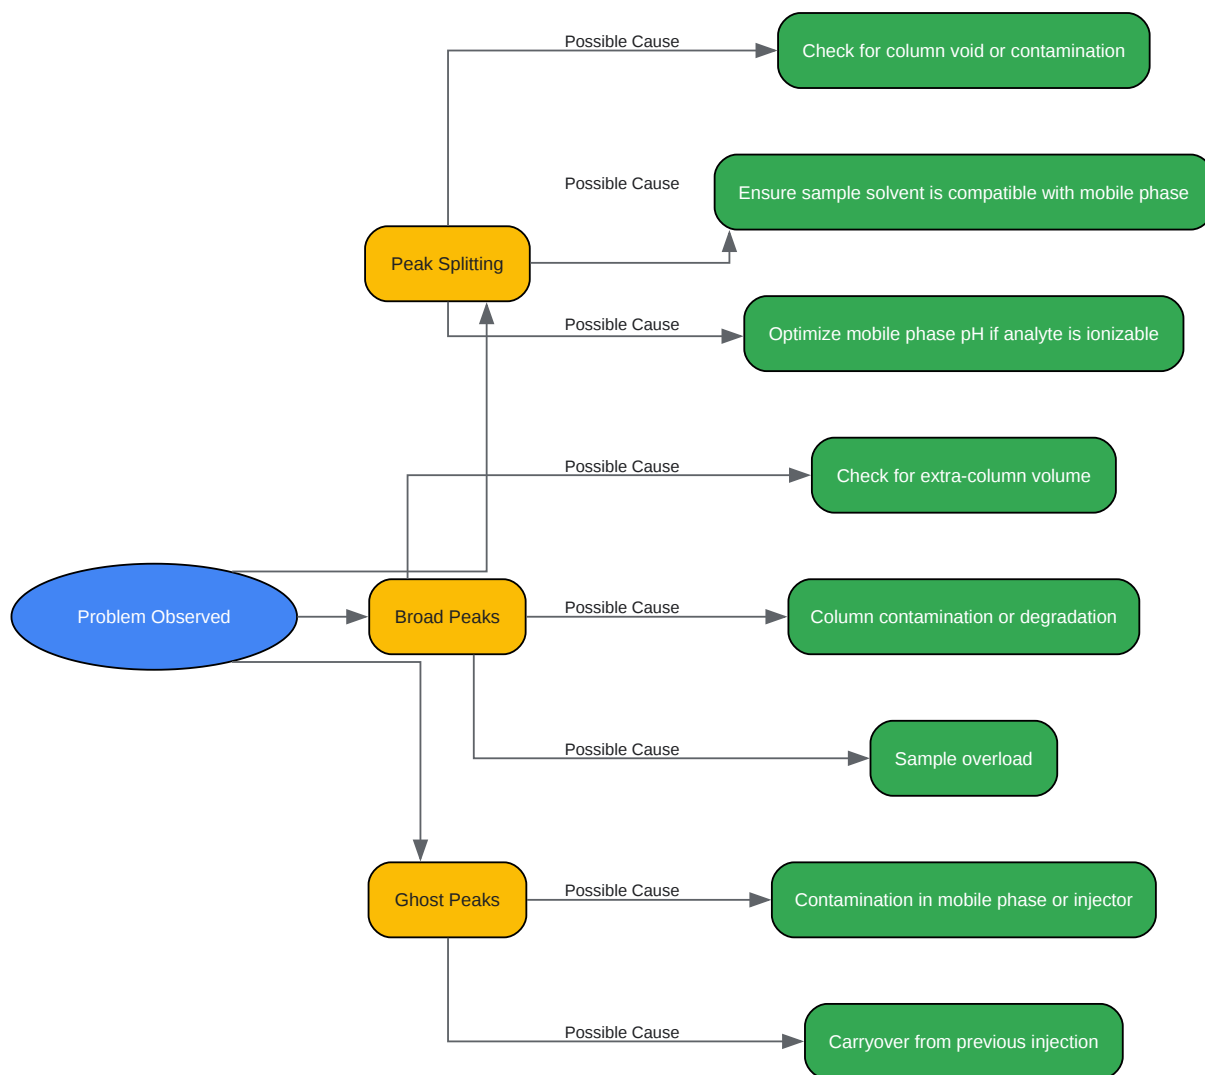 Possible Cause
Check for column void or contamination
Possible Cause
Ensure sample solvent is compatible with mobile phase
Peak Splitting
Possible Cause
Optimize mobile phase pH if analyte is ionizable
Possible Cause
Check for extra-column volume
Problem Observed
Broad Peaks
Possible Cause
Column contamination or degradation
Possible Cause
Sample overload
Ghost Peaks
Possible Cause
Contamination in mobile phase or injector
Possible Cause
Carryover from previous injection